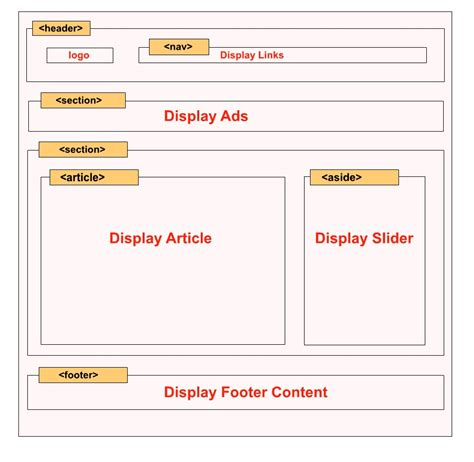 <header>
<nav>
logo
Display Links
<section>
Display Ads
<section>
<article>
<aside>
Display Article
Display Slider
<footer>
Display Footer Content